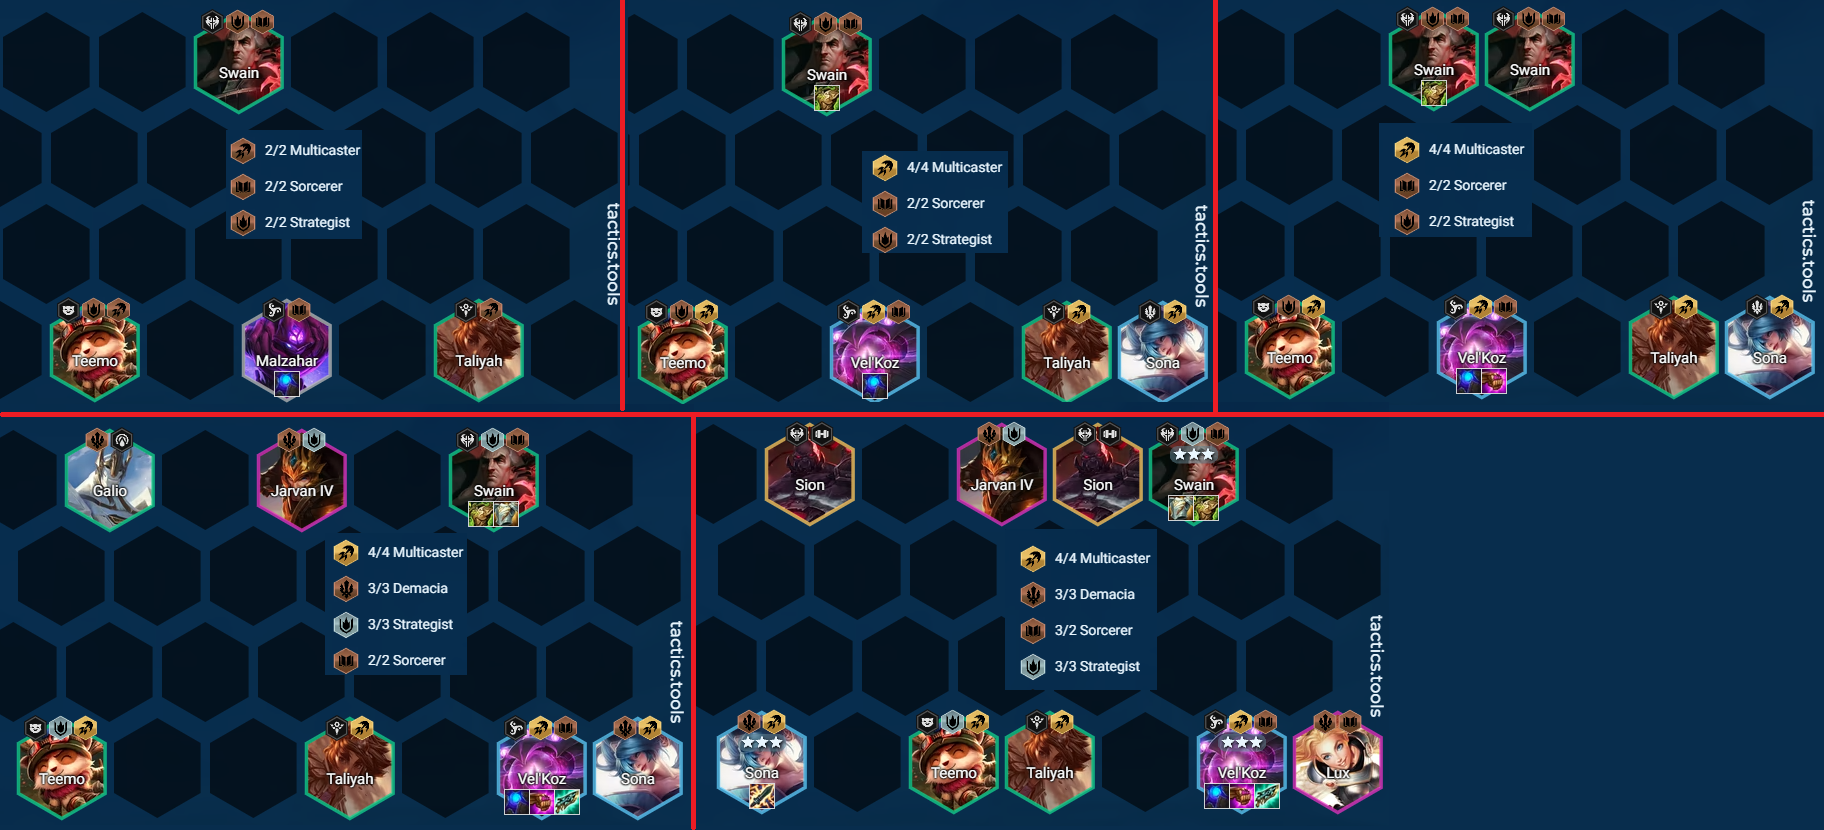 Swain
2/2 Multicaster
2/2 Sorcerer
2/2 Strategist
tactics.tools
Teemo
Malzahar
Taliyah
Swain
4/4 Multicaster
2/2 Sorcerer
2/2 Strategist
tactics.tools
Teemo
Vel'Koz
Taliyah
Sona
Swain
Swain
4/4 Multicaster
2/2 Sorcerer
2/2 Strategist
tactics.tools
Teemo
Vel'Koz
Taliyah
Sona
Galio
Jarvan IV
Swain
4/4 Multicaster
3/3 Demacia
3/3 Strategist
2/2 Sorcerer
tactics.tools
Teemo
Taliyah
Vel'Koz
Sona
Sion
Jarvan IV
Sion
Swain
4/4 Multicaster
3/3 Demacia
3/2 Sorcerer
3/3 Strategist
tactics.tools
Sona
Teemo
Taliyah
Vel'Koz
Lux